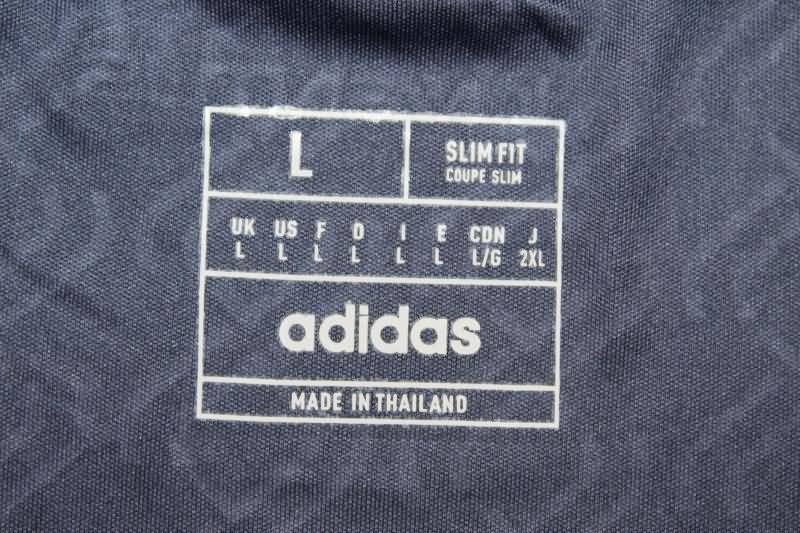 L
SLIM FIT
COUPE SLIM
UK US F D I E CDN J
L L L L L L L/G 2XL
adidas
MADE IN THAILAND